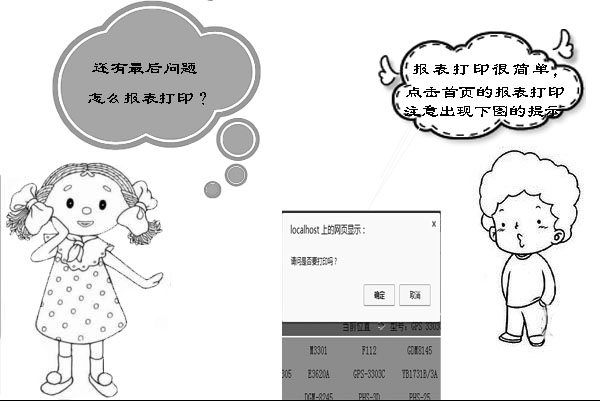 还有最后问题
怎么报表打印？
报表打印很简单，
点击首页的报表打印
注意出现下图的提示
localhost 上的网页显示：
x
请问是否要打印吗？
确定
取消
当前位置
型号：GPS 3303
M3301
F112
GDM8145
305
E3620A
GPS-3303C
TB1731B/3A
DGM-8245
PHS-3D
PHS-25